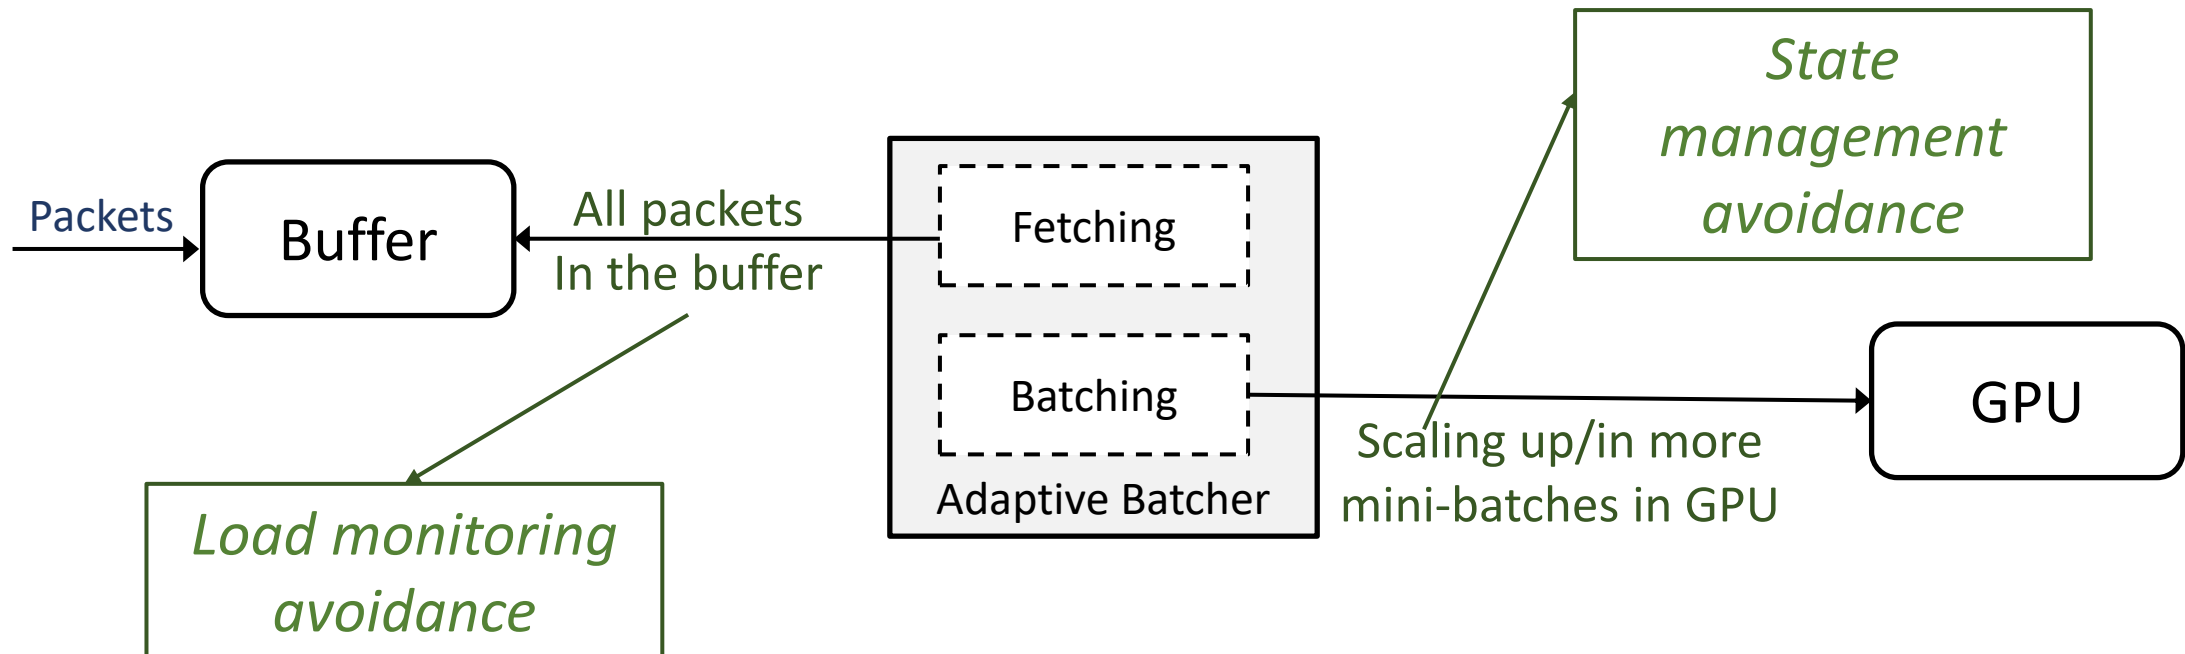 Packets
Buffer
All packets
In the buffer
Load monitoring
avoidance
Fetching
Batching
Adaptive Batcher
State
management
avoidance
Scaling up/in more
mini-batches in GPU
GPU